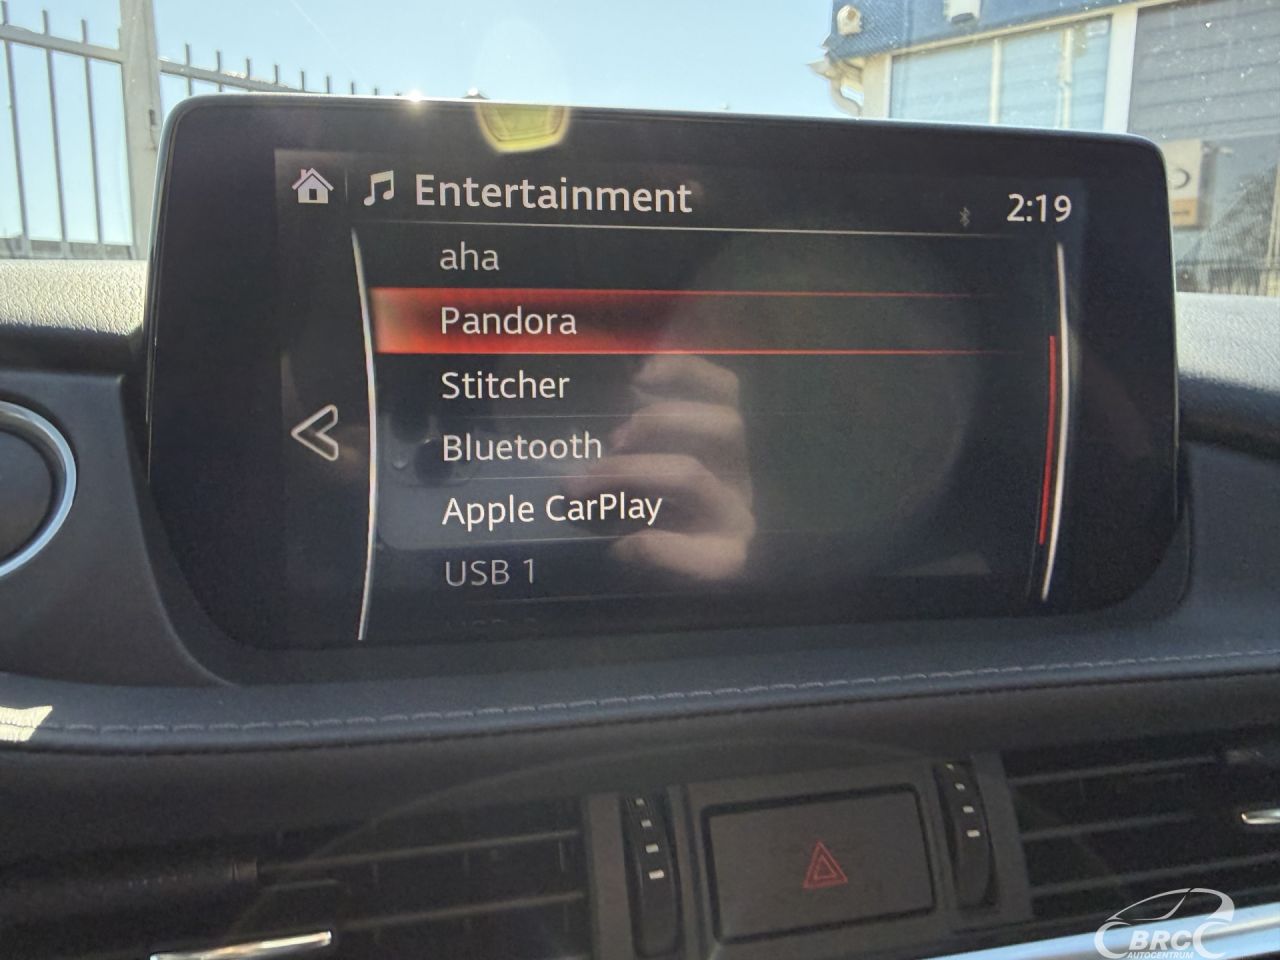 Entertainment
2:19
aha
Pandora
Stitcher
Bluetooth
Apple CarPlay
USB 1
BRC
AUTOCENTRUM